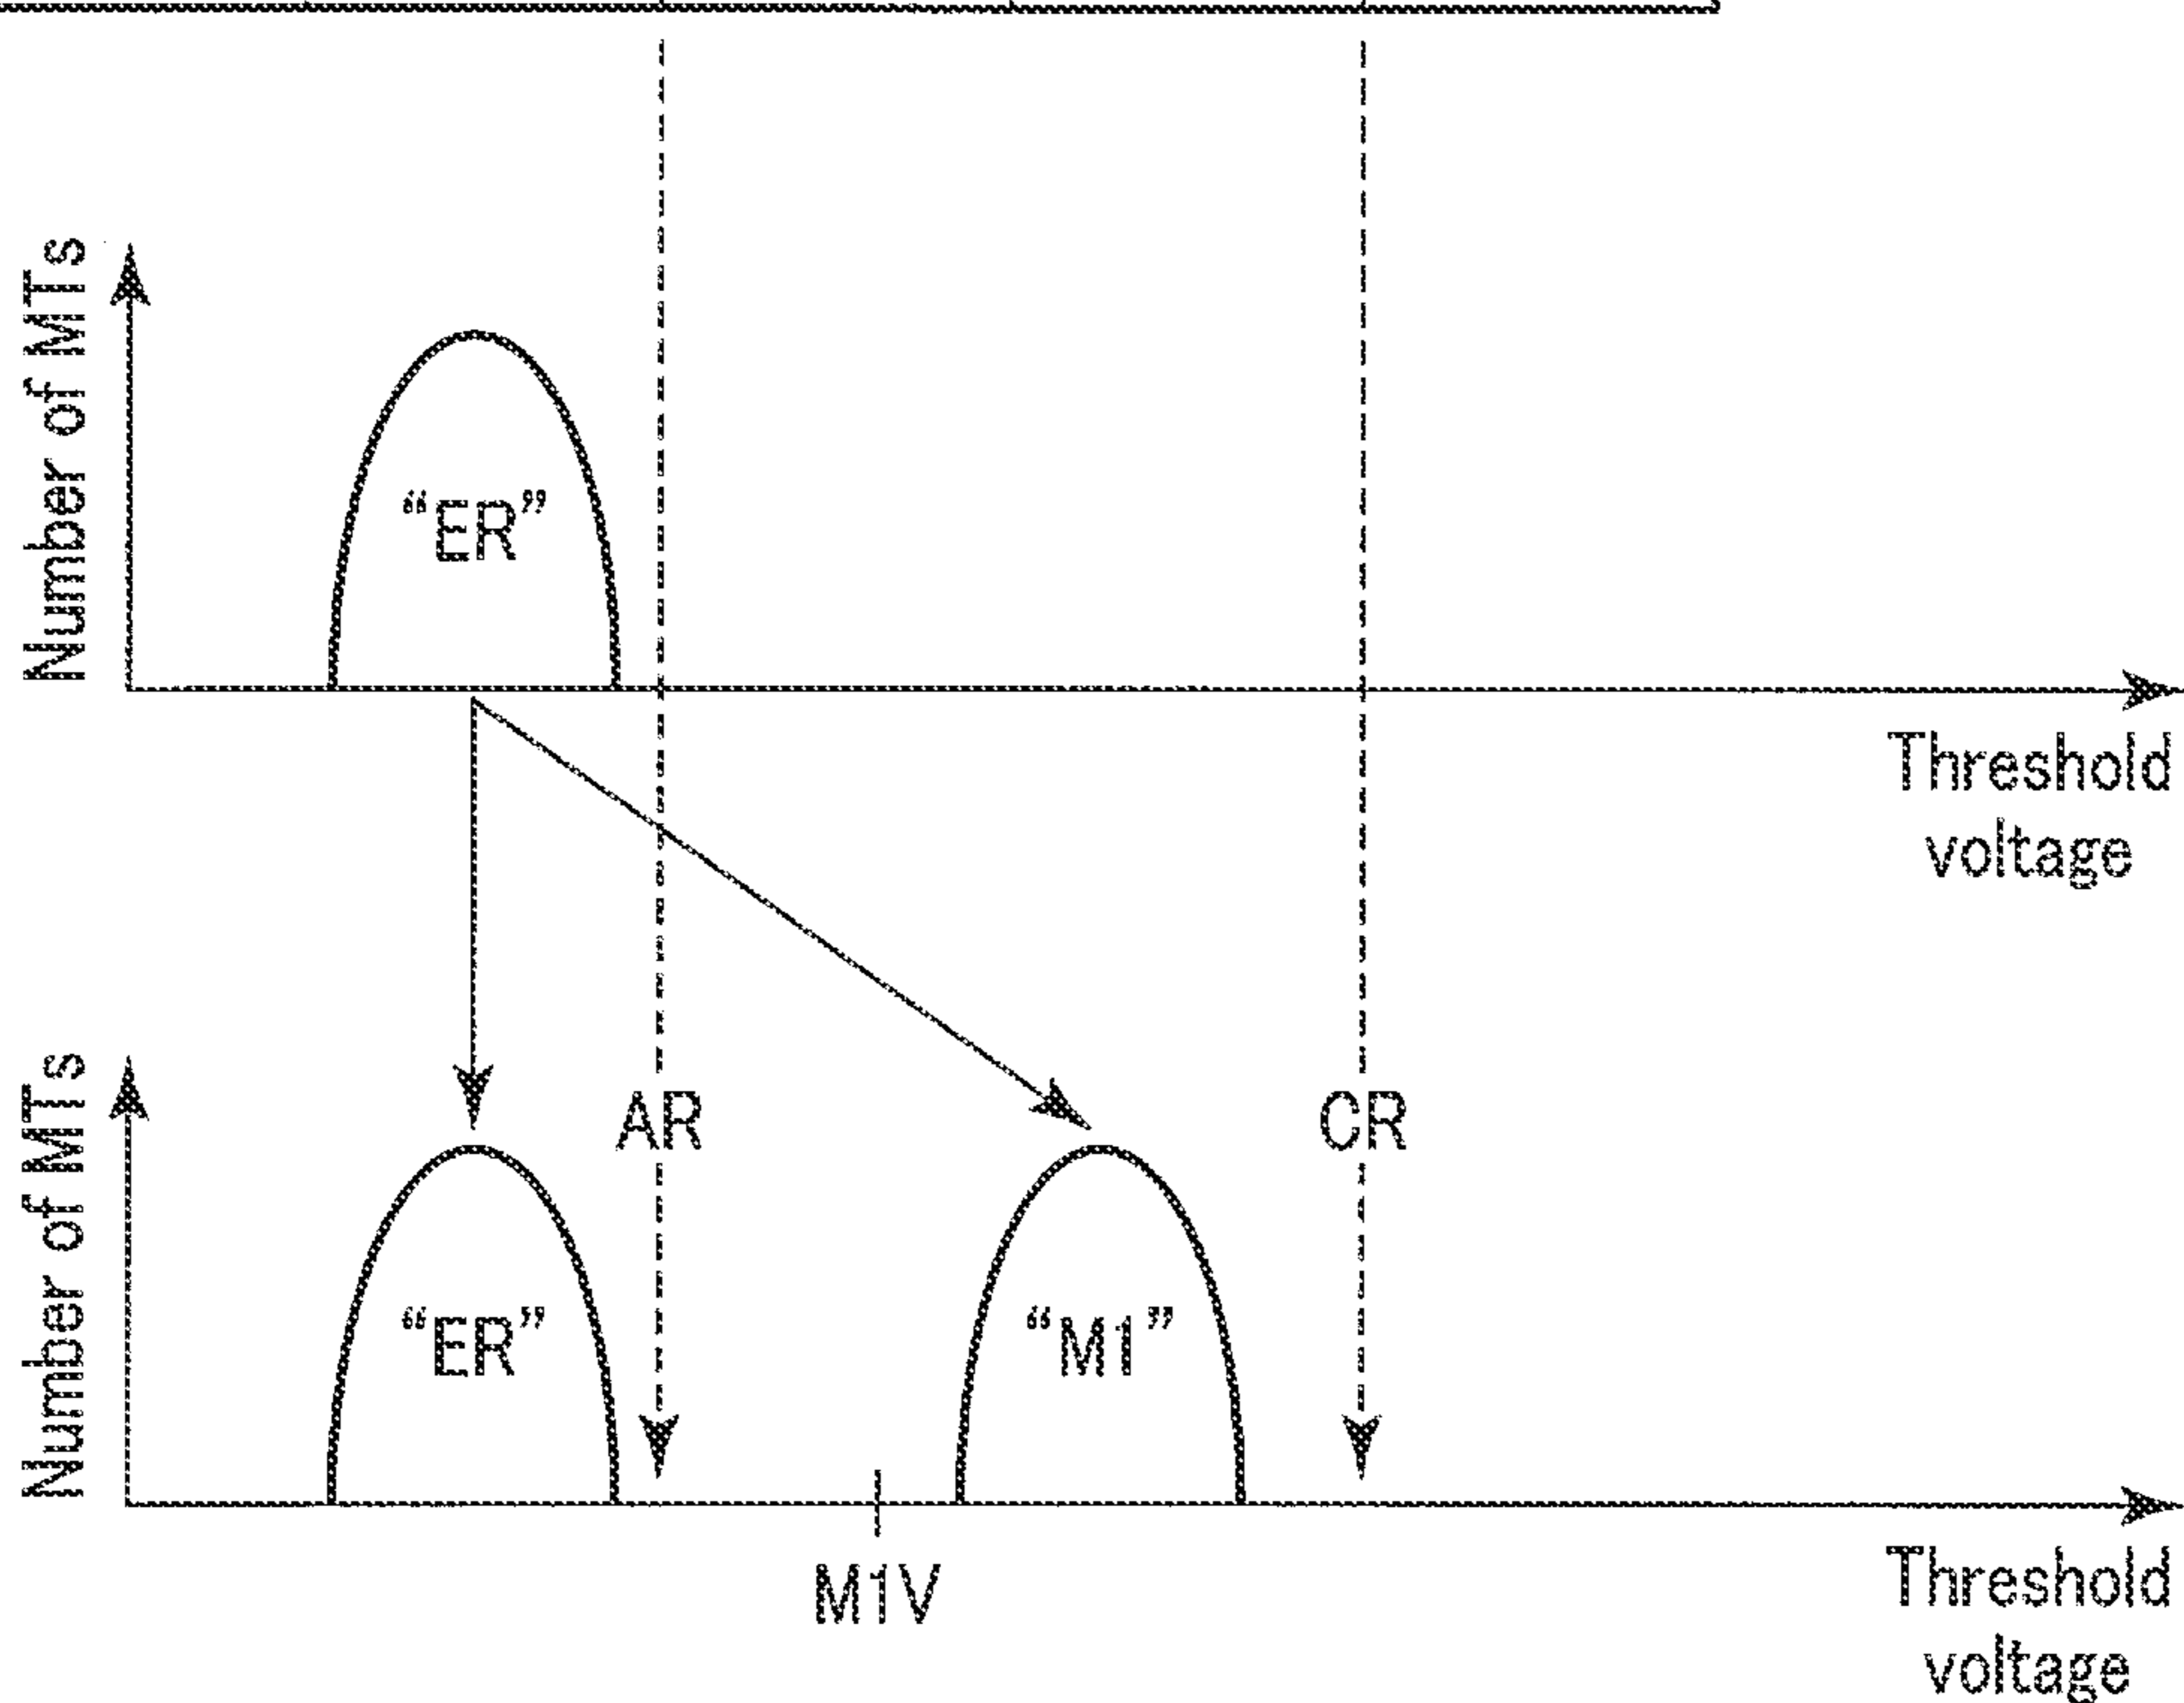 Number of MTs
“ER”
Threshold
voltage
Number of MTs
AR
CR
“ER”
“M1”
M1V
Threshold
voltage